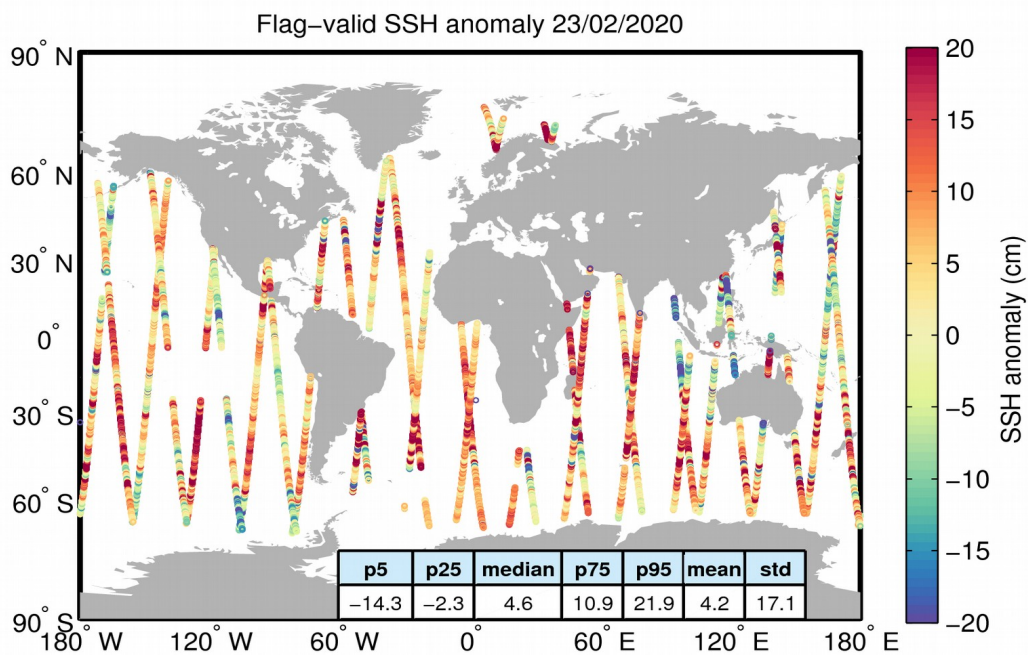 Flag−valid SSH anomaly 23/02/2020
90° N
60° N
30° N
0°
30° S
60° S
90° S
180° W
120° W
60° W
0°
60° E
120° E
180° E
p5 p25 median p75 p95 mean std
−14.3 −2.3 4.6 10.9 21.9 4.2 17.1
20
15
10
5
0
−5
−10
−15
−20
SSH anomaly (cm)